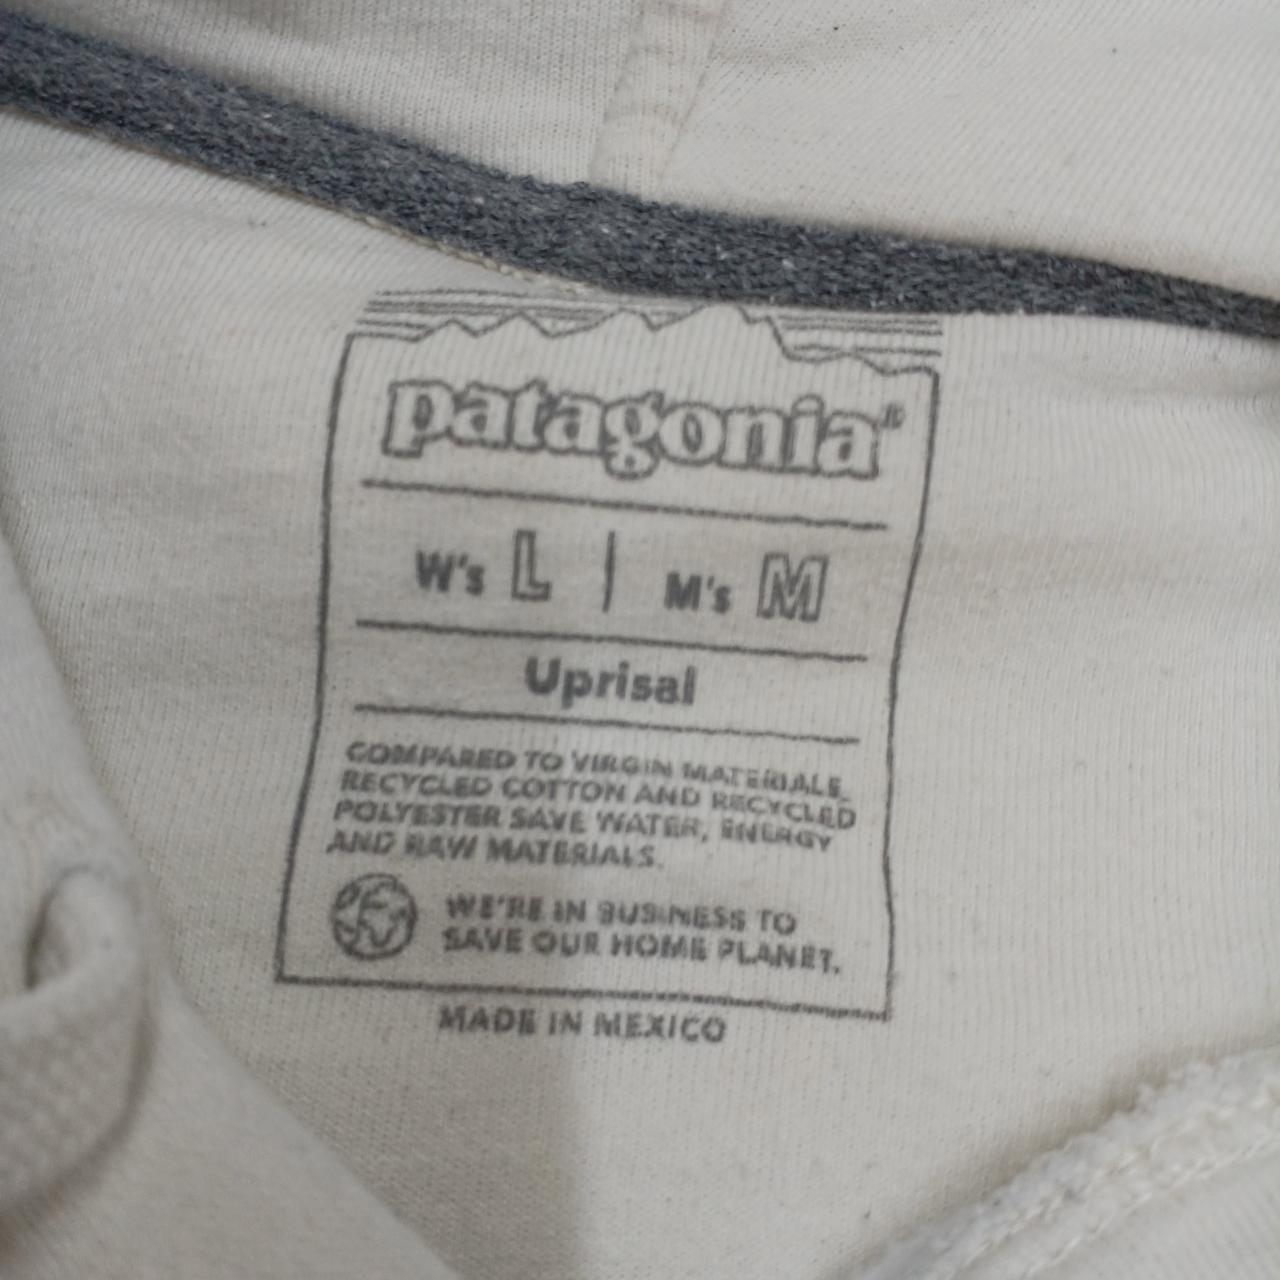 patagonia®
W's L | M's M
Uprisal
COMPARED TO VIRGIN MATERIALS,
RECYCLED COTTON AND RECYCLED
POLYESTER SAVE WATER, ENERGY
AND RAW MATERIALS.
WE'RE IN BUSINESS TO
SAVE OUR HOME PLANET.
MADE IN MEXICO